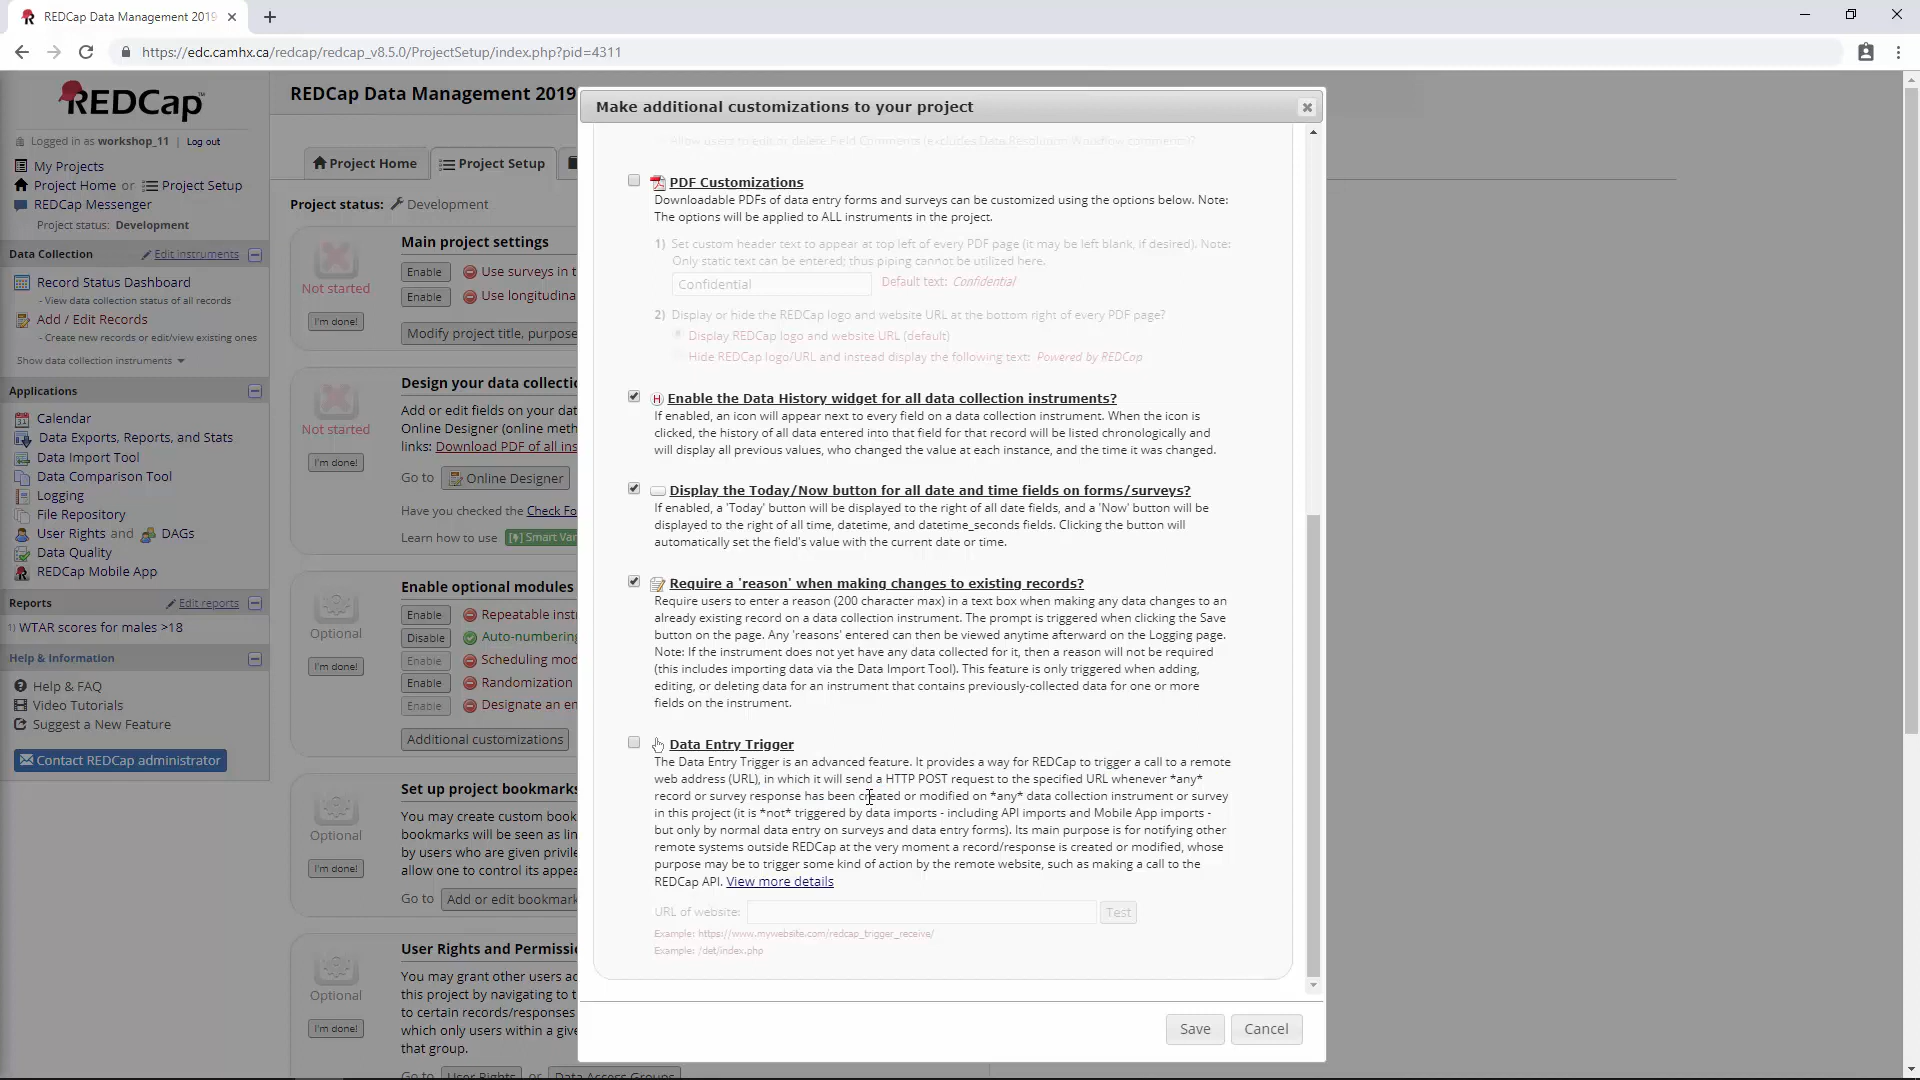 REDCap Data Management 2019
https://edc.camhx.ca/redcap/redcap_v8.5.0/ProjectSetup/index.php?pid=4311
REDCap
Logged in as workshop_11 | Log out
My Projects
Project Home or Project Setup
REDCap Messenger
Project status: Development
Data Collection Edit instruments
Record Status Dashboard
- View data collection status of all records
Add / Edit Records
- Create new records or edit/view existing ones
Show data collection instruments
Applications
Calendar
Data Exports, Reports, and Stats
Data Import Tool
Data Comparison Tool
Logging
File Repository
User Rights and DAGs
Data Quality
REDCap Mobile App
Reports Edit reports
1) WTAR scores for males >18
Help & Information
Help & FAQ
Video Tutorials
Suggest a New Feature
Contact REDCap administrator
REDCap Data Management 2019
Project Home Project Setup
Project status: Development
Main project settings
Not started
Enable Use surveys in t
Enable Use longitudina
I'm done!
Modify project title, purpose
Design your data collectio
Not started
Add or edit fields on your dat
Online Designer (online meth
links: Download PDF of all ins
I'm done!
Go to Online Designer
Have you checked the Check Fo
Learn how to use Smart Var
Enable optional modules
Optional
Enable Repeatable inst
Disable Auto-numbering
Enable Scheduling mod
Enable Randomization
Enable Designate an en
I'm done!
Additional customizations
Set up project bookmarks
Optional
You may create custom book
bookmarks will be seen as lin
by users who are given privile
allow one to control its appea
I'm done!
Go to Add or edit bookmark
User Rights and Permissi
Optional
You may grant other users ac
this project by navigating to t
to certain records/responses
which only users within a give
that group.
I'm done!
Go to User Rights or Data Access Groups
Make additional customizations to your project
Allow users to edit or delete Field Comments (excludes Data Resolution Workflow comments)?
PDF Customizations
Downloadable PDFs of data entry forms and surveys can be customized using the options below. Note:
The options will be applied to ALL instruments in the project.
1) Set custom header text to appear at top left of every PDF page (it may be left blank, if desired). Note:
Only static text can be entered; thus piping cannot be utilized here.
Confidential Default text: Confidential
2) Display or hide the REDCap logo and website URL at the bottom right of every PDF page?
Display REDCap logo and website URL (default)
Hide REDCap logo/URL and instead display the following text: Powered by REDCap
H Enable the Data History widget for all data collection instruments?
If enabled, an icon will appear next to every field on a data collection instrument. When the icon is
clicked, the history of all data entered into that field for that record will be listed chronologically and
will display all previous values, who changed the value at each instance, and the time it was changed.
Display the Today/Now button for all date and time fields on forms/surveys?
If enabled, a 'Today' button will be displayed to the right of all date fields, and a 'Now' button will be
displayed to the right of all time, datetime, and datetime_seconds fields. Clicking the button will
automatically set the field's value with the current date or time.
Require a 'reason' when making changes to existing records?
Require users to enter a reason (200 character max) in a text box when making any data changes to an
already existing record on a data collection instrument. The prompt is triggered when clicking the Save
button on the page. Any 'reasons' entered can then be viewed anytime afterward on the Logging page.
Note: If the instrument does not yet have any data collected for it, then a reason will not be required
(this includes importing data via the Data Import Tool). This feature is only triggered when adding,
editing, or deleting data for an instrument that contains previously-collected data for one or more
fields on the instrument.
Data Entry Trigger
The Data Entry Trigger is an advanced feature. It provides a way for REDCap to trigger a call to a remote
web address (URL), in which it will send a HTTP POST request to the specified URL whenever *any*
record or survey response has been created or modified on *any* data collection instrument or survey
in this project (it is *not* triggered by data imports - including API imports and Mobile App imports -
but only by normal data entry on surveys and data entry forms). Its main purpose is for notifying other
remote systems outside REDCap at the very moment a record/response is created or modified, whose
purpose may be to trigger some kind of action by the remote website, such as making a call to the
REDCap API. View more details
URL of website: Test
Example: https://www.mywebsite.com/redcap_trigger_receive/
Example: /det/index.php
Save Cancel